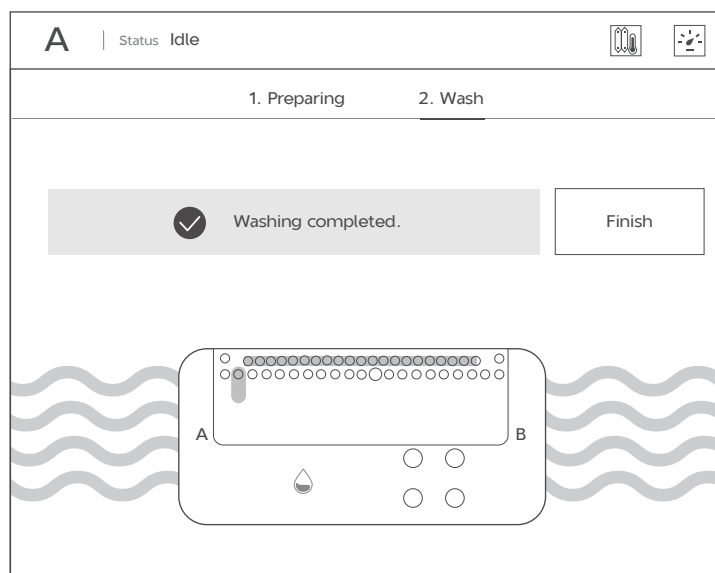 A Status Idle
1. Preparing 2. Wash
Washing completed.
Finish
A B